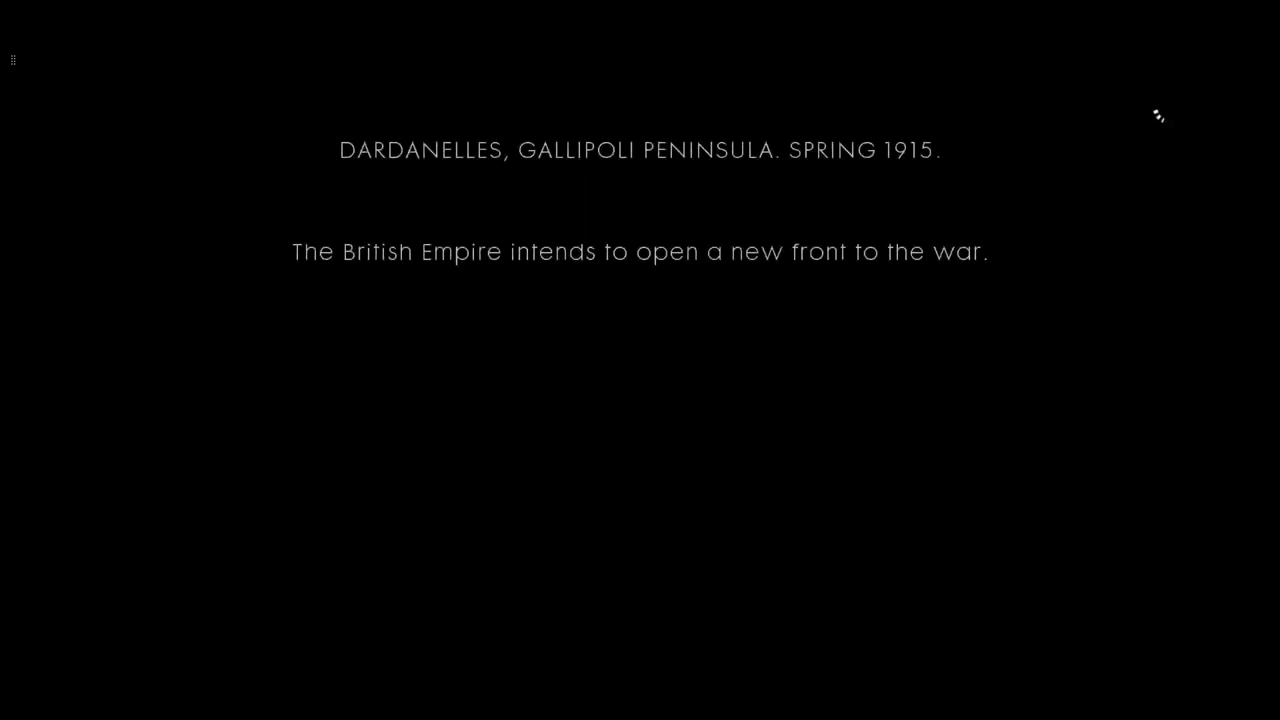 DARDANELLES, GALLIPOLI PENINSULA. SPRING 1915.
The British Empire intends to open a new front to the war.